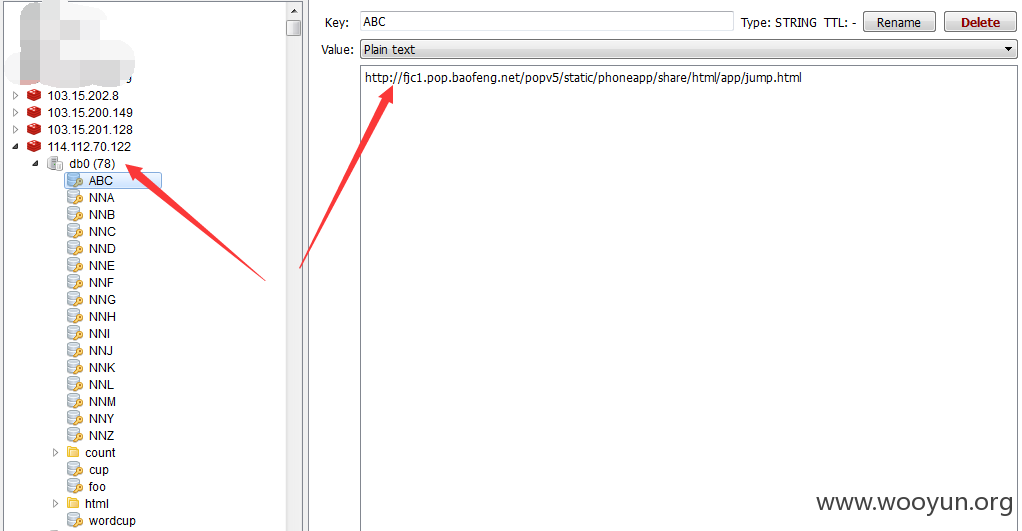 Key: ABC Type: STRING TTL: - Rename Delete
Value: Plain text
http://fjc1.pop.baofeng.net/popv5/static/phoneapp/share/html/app/jump.html
103.15.202.8
103.15.200.149
103.15.201.128
114.112.70.122
db0 (78)
ABC
NNA
NNB
NNC
NND
NNE
NNF
NNG
NNH
NNI
NNJ
NNK
NNL
NNM
NNY
NNZ
count
cup
foo
html
wordcup
www.wooyun.org